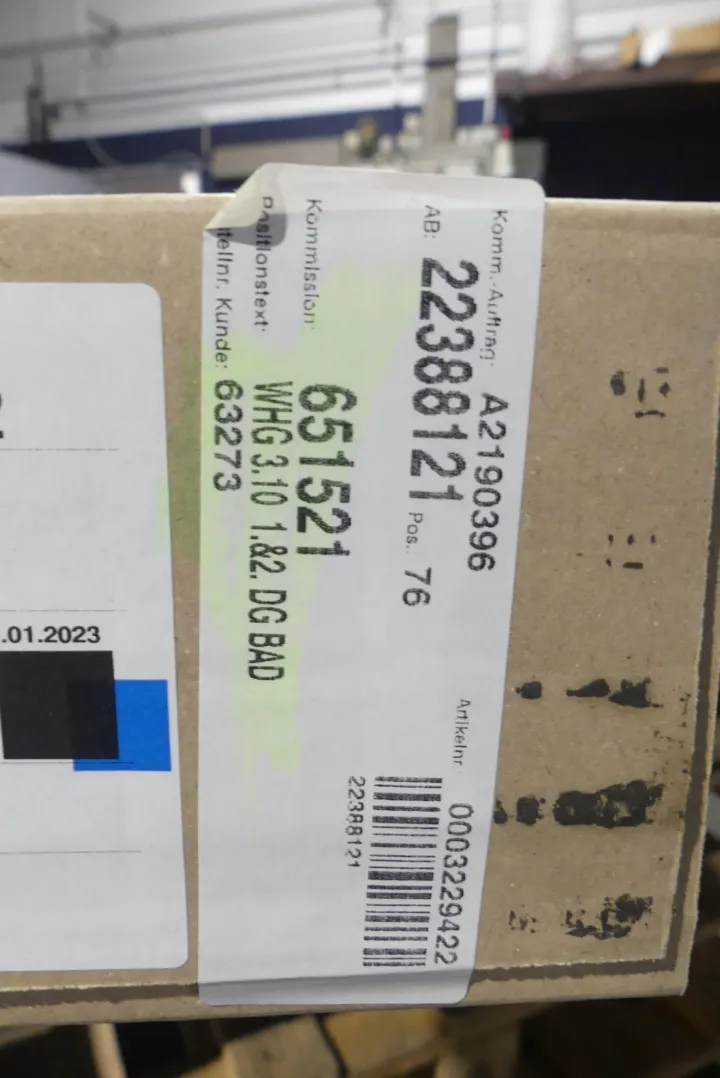 Komm.-Auftrag: A2190396
Artikelnr.: 0003229422
AB: 22388121 Pos.: 76
22388121
Kommission: 651521
Positionstext: WHG 3.10 1.&2. DG BAD
tellnr. Kunde: 63273
.01.2023